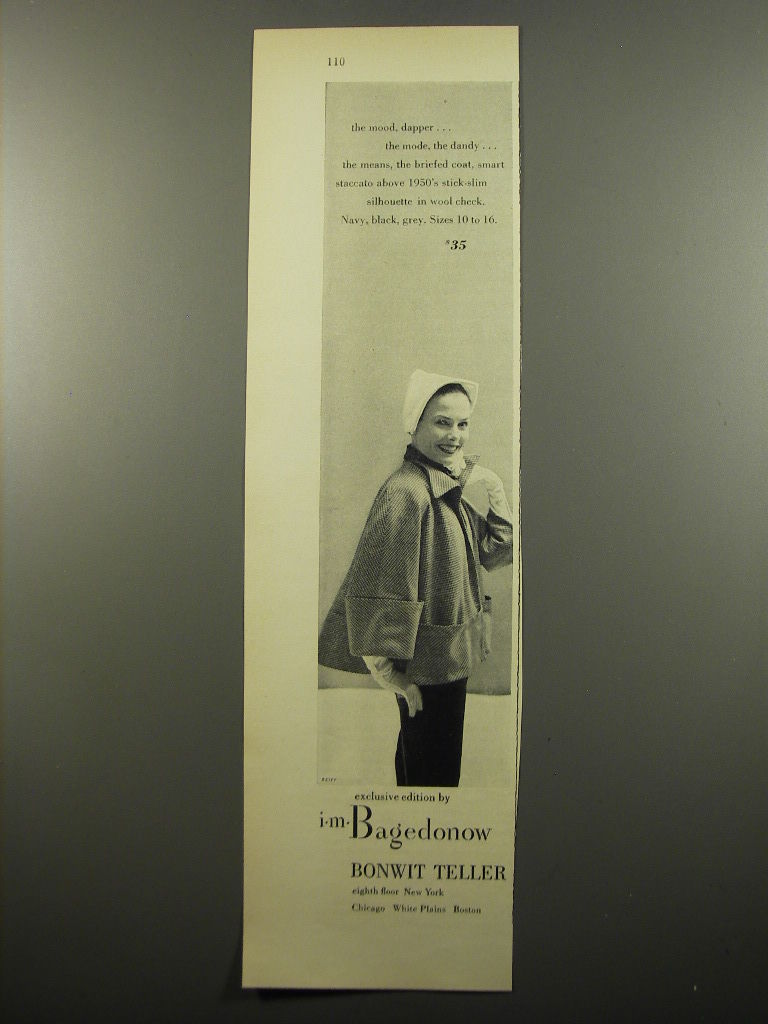 110
the mood, dapper . . .
the mode, the dandy . . .
the means, the briefed coat, smart
staccato above 1950's stick-slim
silhouette in wool check.
Navy, black, grey. Sizes 10 to 16.
$35
exclusive edition by
i·m·Bagedonow
BONWIT TELLER
eighth floor New York
Chicago White Plains Boston